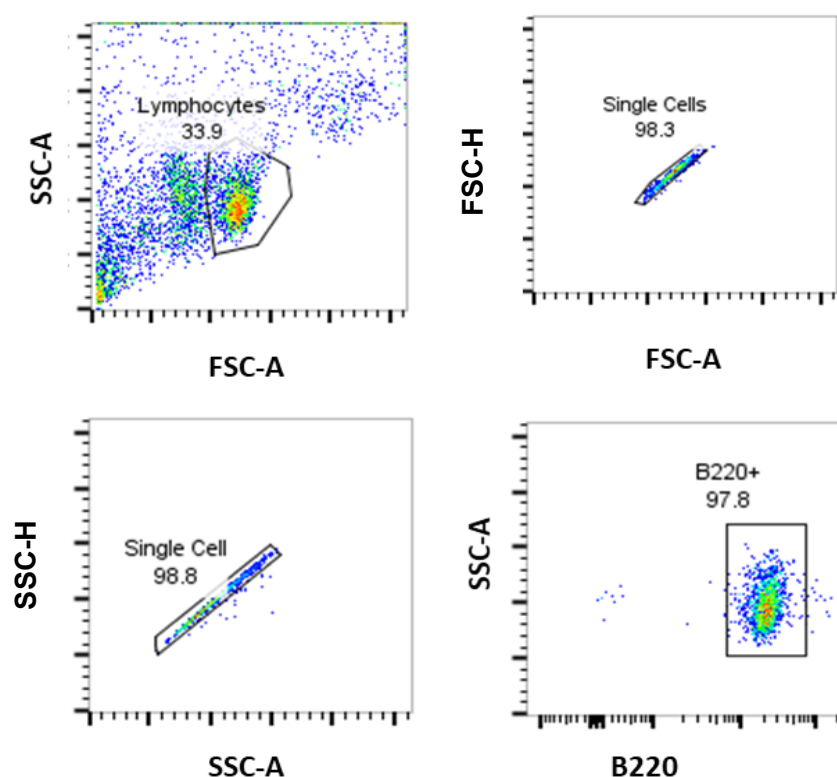 SSC-A
Lymphocytes
33.9
FSC-A
FSC-H
Single Cells
98.3
FSC-A
SSC-H
Single Cell
98.8
SSC-A
SSC-A
B220+
97.8
B220